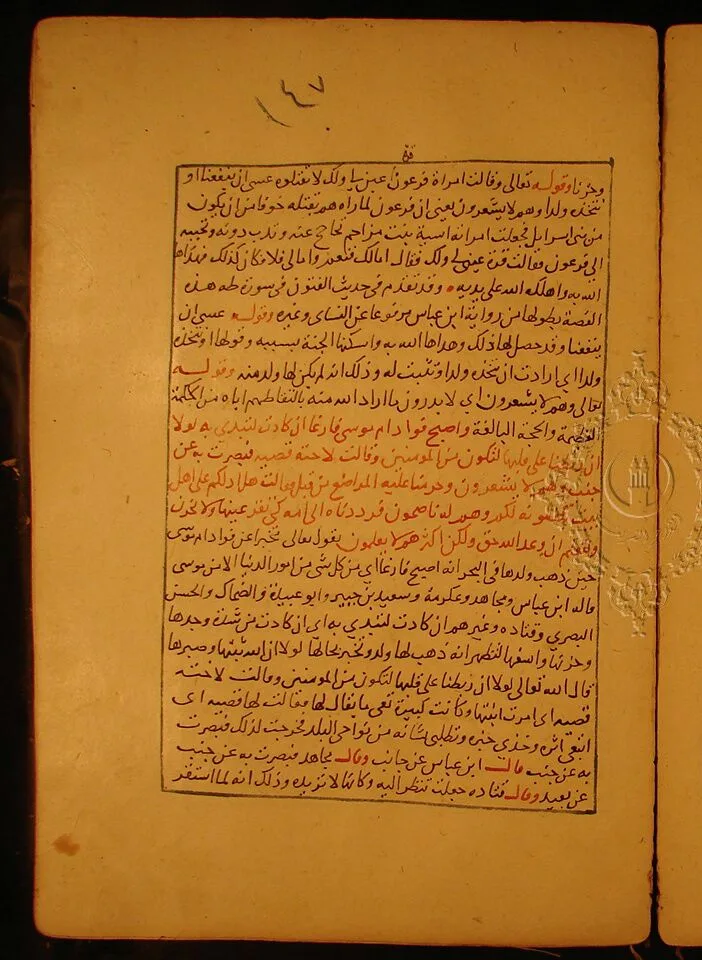 ١٤٧
وحزنا وقوله تعالى وقالت امراة فرعون قرة عين لي ولك لا تقتلوه عسى ان ينفعنا او
نتخذه ولدا وهم لا يشعرون يعني ان فرعون لما راه هم بقتله خوفا من ان يكون
من بني اسرايل فجعلت امراته اسية بنت مزاحم تحاجج عنه وتذب دونه وتحببه
الى فرعون فقالت قرة عين لي ولك فقال اما لك فنعم واما لي فلا فكان كذلك فهداها
الله به واهلكه الله على يديه وقد تقدم في حديث الفتون في سورة طه هذه
القصة بطولها من رواية ابن عباس مرفوعا عن النساي وغيره وقوله عسى ان
ينفعنا وقد حصل لها ذلك وهداها الله به واسكنها الجنة بسببه وقولها او نتخذه
ولدا اي ارادت ان تتخذه ولدا وتتبنت له وذلك انه لم يكن لها ولد منه وقوله
تعالى وهم لا يشعرون اي لا يدرون ما اراد الله منه بالتقاطهم اياه من الحكمة
العظيمة والحجة البالغة واصبح فواد ام موسى فارغا ان كادت لتبدي به لولا
ان ربطنا على قلبها لتكون من المومنين وقالت لاخته قصيه فبصرت به عن
جنب وهم لا يشعرون وحرمنا عليه المراضع من قبل فقالت هل ادلكم على اهل
بيت يكفلونه لكم وهم له ناصحون فرددناه الى امه كي تقر عينها ولا تحزن
ولتعلم ان وعد الله حق ولكن اكثرهم لا يعلمون يقول تعالى مخبرا عن فواد ام موسى
حين ذهب ولدها في البحر انه اصبح فارغا اي من كل شي من امور الدنيا الا من موسى
قاله ابن عباس ومجاهد وعكرمة وسعيد بن جبير وابو عبيدة والضحاك والحسن
البصري وقتاده وغيرهم ان كادت لتبدي به اي ان كادت من شدة وجدها
وحزنها واسفها لتظهر انه ذهب لها ولد وتخبر بحالها لولا ان الله ثبتها وصبرها
قال الله تعالى لولا ان ربطنا على قلبها لتكون من المومنين وقالت لاخته
قصيه اي امرت ابنتها وكانت كبيرة تعي ما يقال لها فقالت لها قصيه اي
اتبعي اثره وخذي خبره وتطلبي شانه من نواحي البلد فخرجت لذلك فبصرت
به عن جنب قال ابن عباس عن جانب وقال مجاهد فبصرت به عن جنب
عن بعيد وقال قتاده جعلت تنظر اليه وكانها لا تريده وذلك انه لما استقر